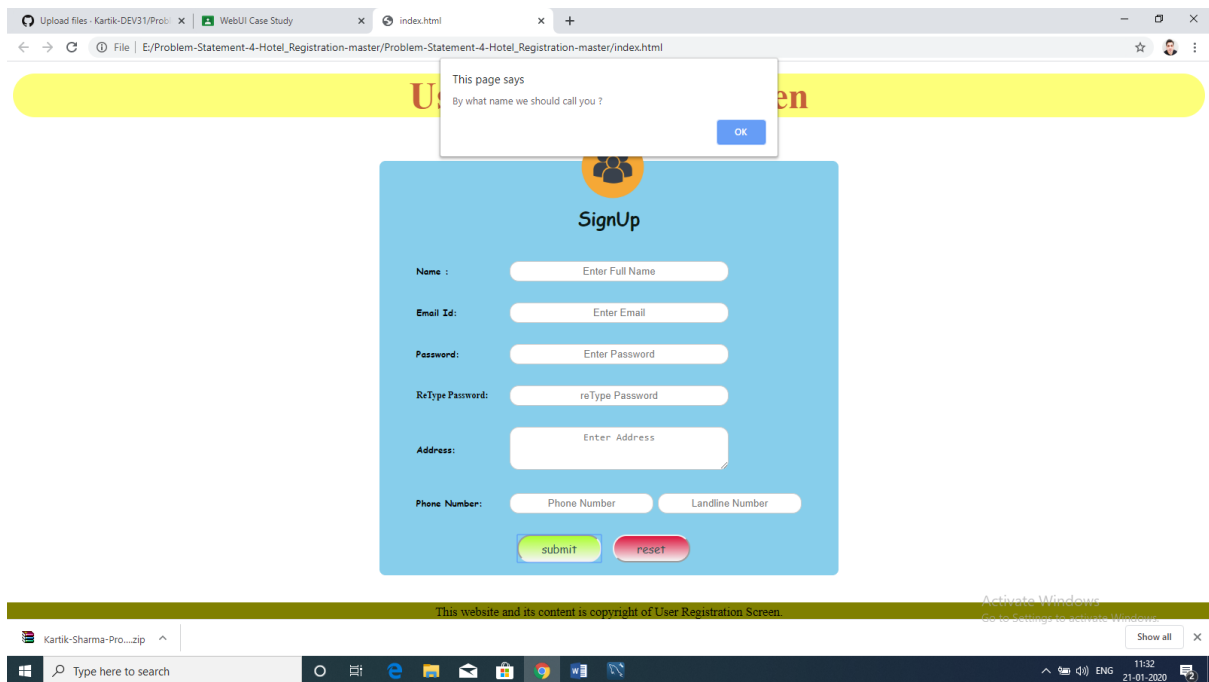 Upload files · Kartik-DEV31/Prob
WebUI Case Study
index.html
File
E:/Problem-Statement-4-Hotel_Registration-master/Problem-Statement-4-Hotel_Registration-master/index.html
This page says
By what name we should call you ?
OK
SignUp
Name : Enter Full Name
Email Id: Enter Email
Password: Enter Password
ReType Password: reType Password
Address: Enter Address
Phone Number: Phone Number Landline Number
submit reset
This website and its content is copyright of User Registration Screen.
Activate Windows
Go to Settings to activate Windows.
Kartik-Sharma-Pro....zip
Show all
Type here to search
ENG
11:32
21-01-2020
2